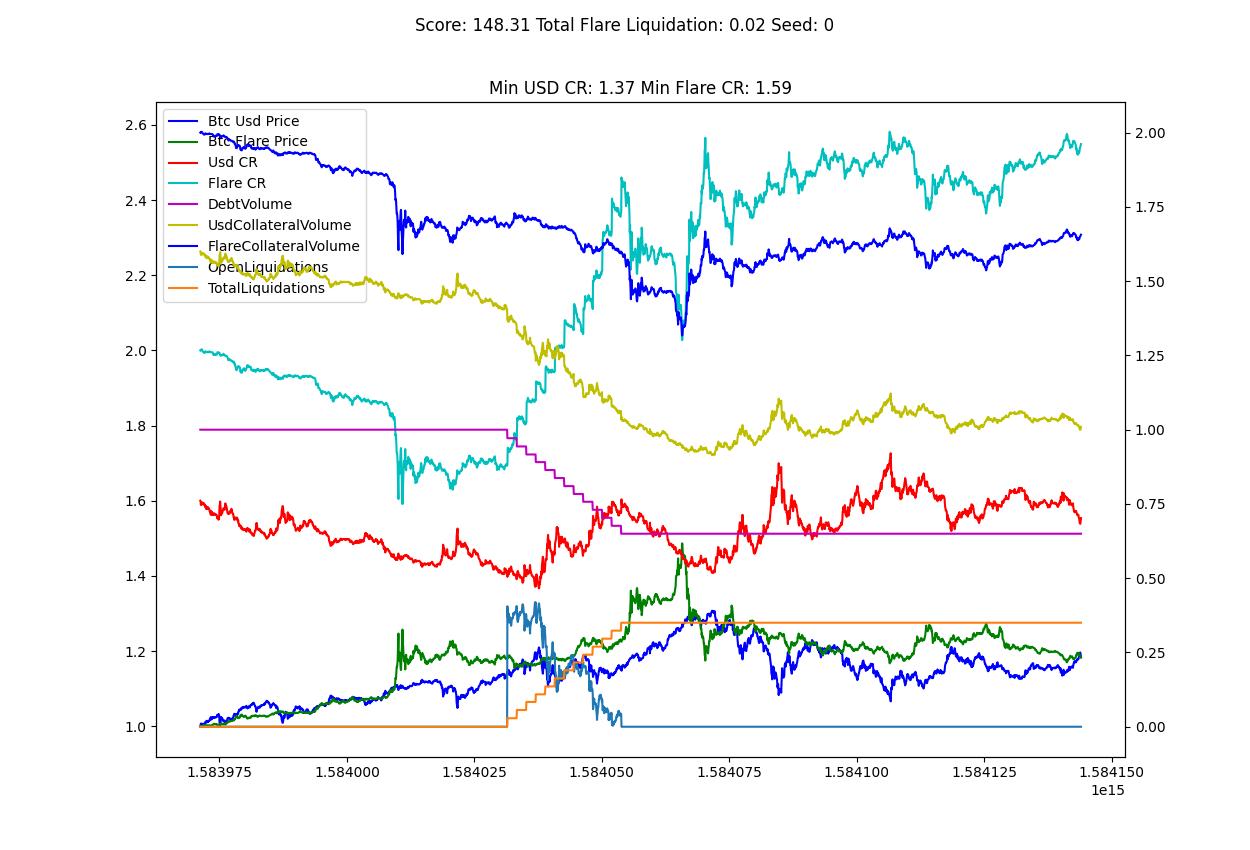 Score: 148.31 Total Flare Liquidation: 0.02 Seed: 0
Min USD CR: 1.37 Min Flare CR: 1.59
Btc Usd Price
Btc Flare Price
Usd CR
Flare CR
DebtVolume
UsdCollateralVolume
FlareCollateralVolume
OpenLiquidations
TotalLiquidations
2.6
2.4
2.2
2.0
1.8
1.6
1.4
1.2
1.0
2.00
1.75
1.50
1.25
1.00
0.75
0.50
0.25
0.00
1.583975 1.584000 1.584025 1.584050 1.584075 1.584100 1.584125 1.584150
1e15